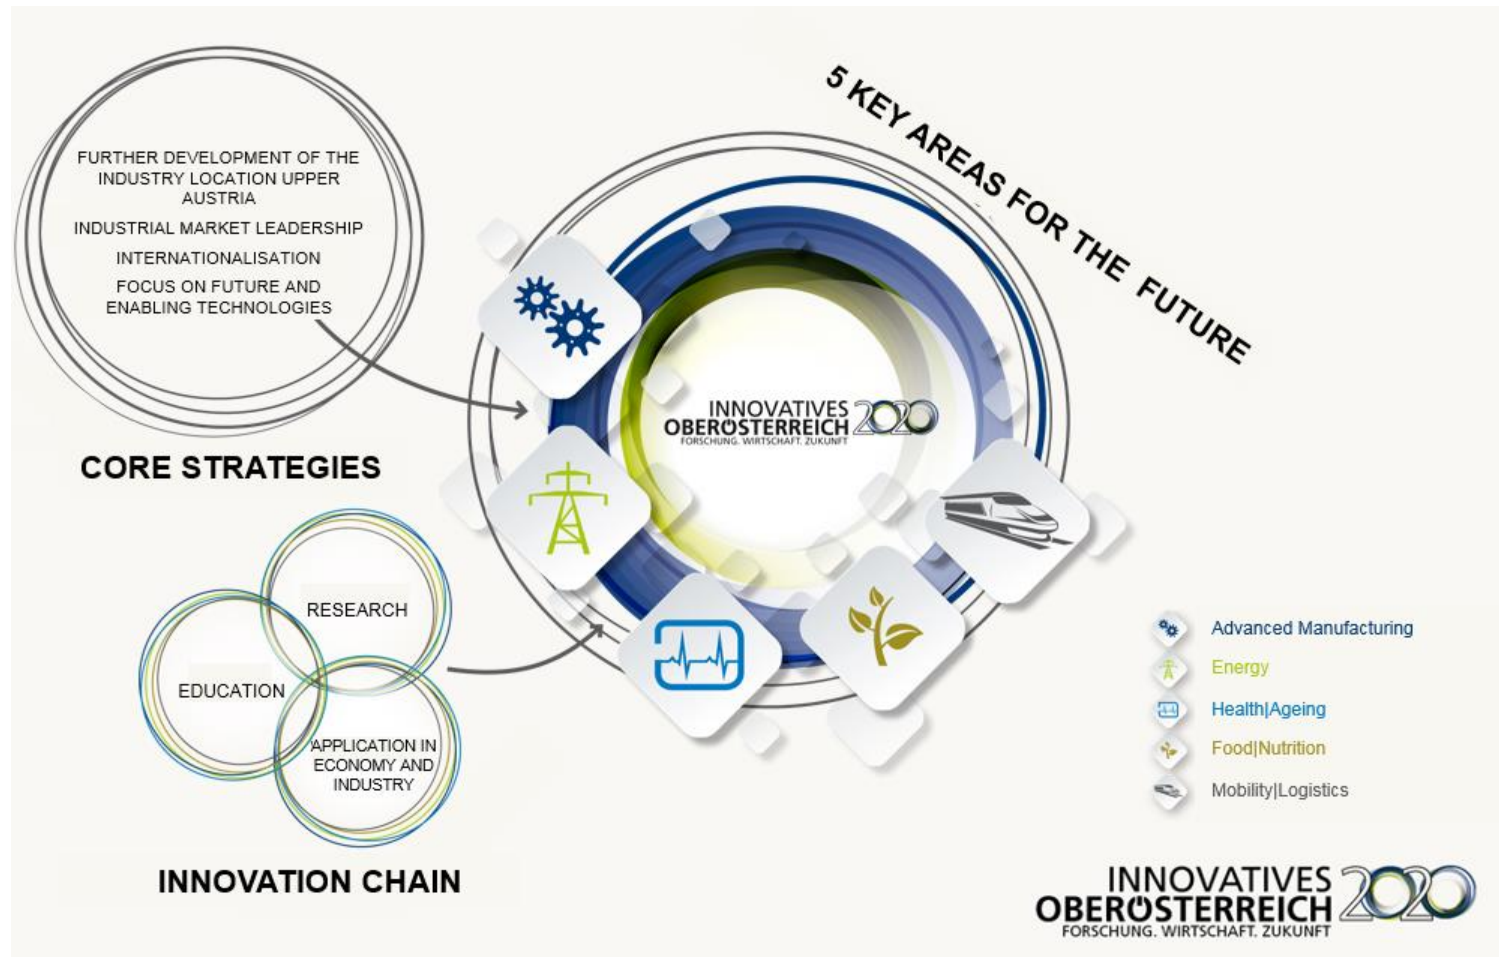 5 KEY AREAS FOR THE FUTURE
FURTHER DEVELOPMENT OF THE
INDUSTRY LOCATION UPPER
AUSTRIA
INDUSTRIAL MARKET LEADERSHIP
INTERNATIONALISATION
FOCUS ON FUTURE AND
ENABLING TECHNOLOGIES
CORE STRATEGIES
INNOVATIVES
OBERÖSTERREICH 2020
FORSCHUNG. WIRTSCHAFT. ZUKUNFT
RESEARCH
EDUCATION
APPLICATION IN
ECONOMY AND
INDUSTRY
INNOVATION CHAIN
Advanced Manufacturing
Energy
Health|Ageing
Food|Nutrition
Mobility|Logistics
INNOVATIVES
OBERÖSTERREICH 2020
FORSCHUNG. WIRTSCHAFT. ZUKUNFT